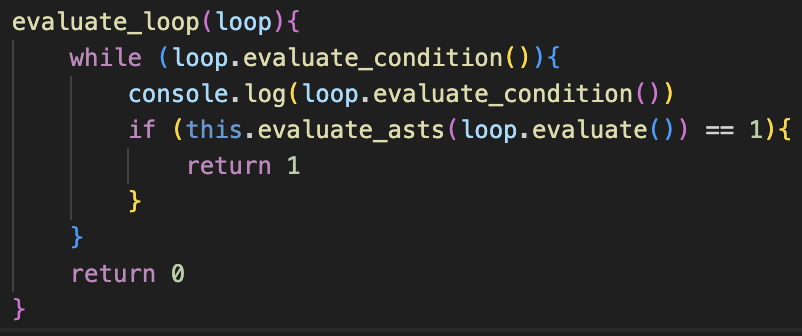 evaluate_loop(loop){
    while (loop.evaluate_condition()){
        console.log(loop.evaluate_condition())
        if (this.evaluate_asts(loop.evaluate()) == 1){
            return 1
        }
    }
    return 0
}